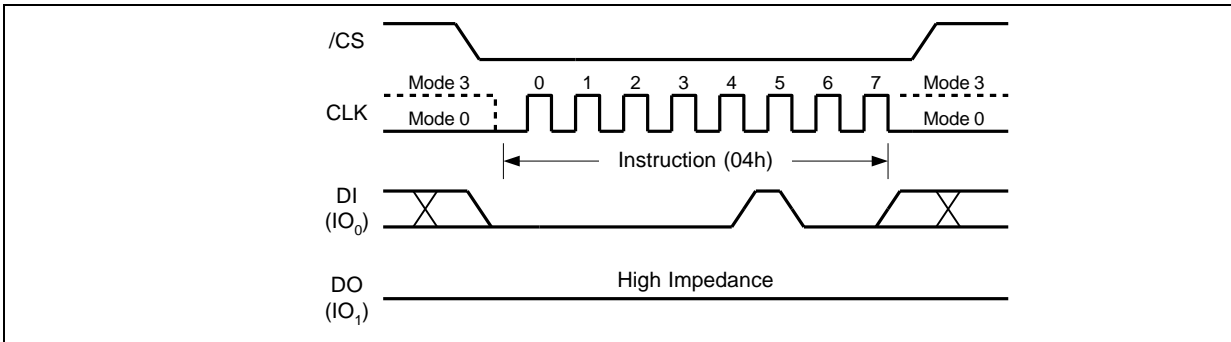 /CS
Mode 3 0 1 2 3 4 5 6 7 Mode 3
CLK
Mode 0 Mode 0
Instruction (04h)
DI
(IO₀)
High Impedance
DO
(IO₁)